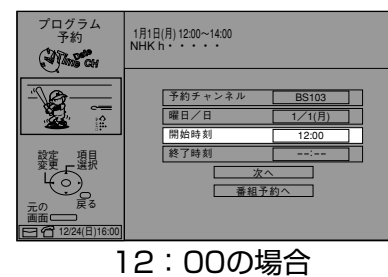 プログラム
予約
Time CH
1月1日(月) 12:00~14:00
NHK h・・・・・
予約チャンネル BS103
曜日／日 1／1(月)
開始時刻 12:00
終了時刻 --:--
次へ
番組予約へ
設定 項目
変更 選択
元の 戻る
画面
12/24(日)16:00
12：00の場合